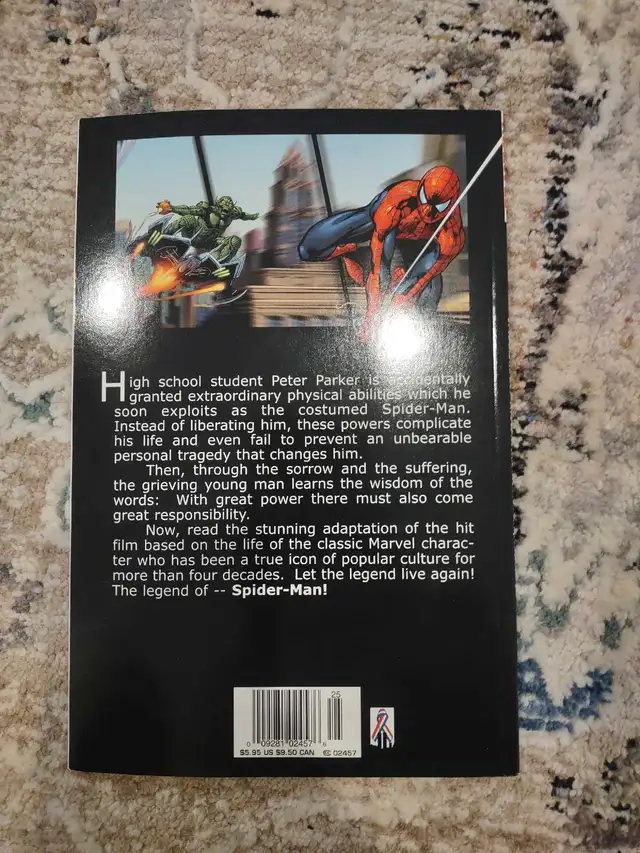 High school student Peter Parker is accidentally
granted extraordinary physical abilities which he
soon exploits as the costumed Spider-Man.
Instead of liberating him, these powers complicate
his life and even fail to prevent an unbearable
personal tragedy that changes him.
Then, through the sorrow and the suffering,
the grieving young man learns the wisdom of the
words: With great power there must also come
great responsibility.
Now, read the stunning adaptation of the hit
film based on the life of the classic Marvel charac-
ter who has been a true icon of popular culture for
more than four decades. Let the legend live again!
The legend of -- Spider-Man!
25
0 09281 02457 6
$5.95 US $9.50 CAN 02457